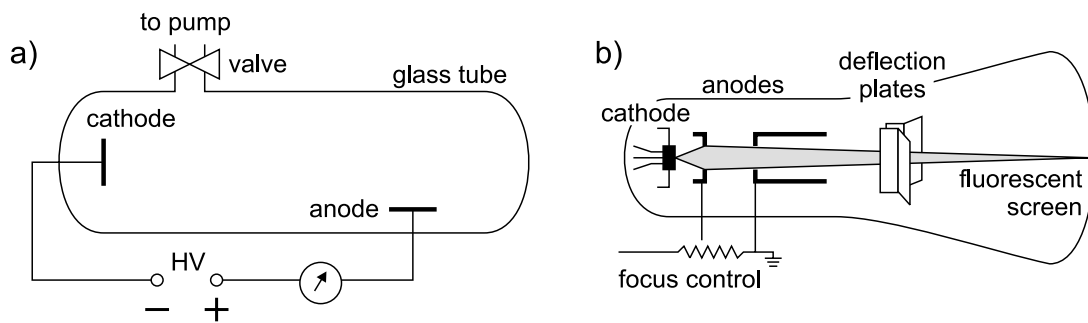 a)
to pump
valve
glass tube
cathode
anode
HV
− +
b)
deflection
plates
anodes
cathode
fluorescent
screen
focus control